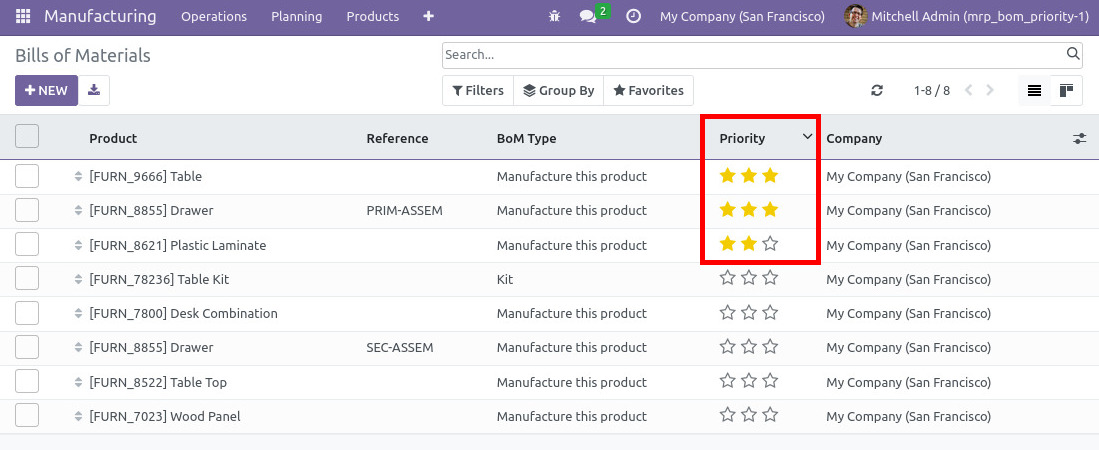 Manufacturing Operations Planning Products 2 My Company (San Francisco) Mitchell Admin (mrp_bom_priority-1)
Bills of Materials Search...
NEW Filters Group By Favorites 1-8 / 8
Product Reference BoM Type Priority Company
[FURN_9666] Table Manufacture this product My Company (San Francisco)
[FURN_8855] Drawer PRIM-ASSEM Manufacture this product My Company (San Francisco)
[FURN_8621] Plastic Laminate Manufacture this product My Company (San Francisco)
[FURN_78236] Table Kit Kit My Company (San Francisco)
[FURN_7800] Desk Combination Manufacture this product My Company (San Francisco)
[FURN_8855] Drawer SEC-ASSEM Manufacture this product My Company (San Francisco)
[FURN_8522] Table Top Manufacture this product My Company (San Francisco)
[FURN_7023] Wood Panel Manufacture this product My Company (San Francisco)